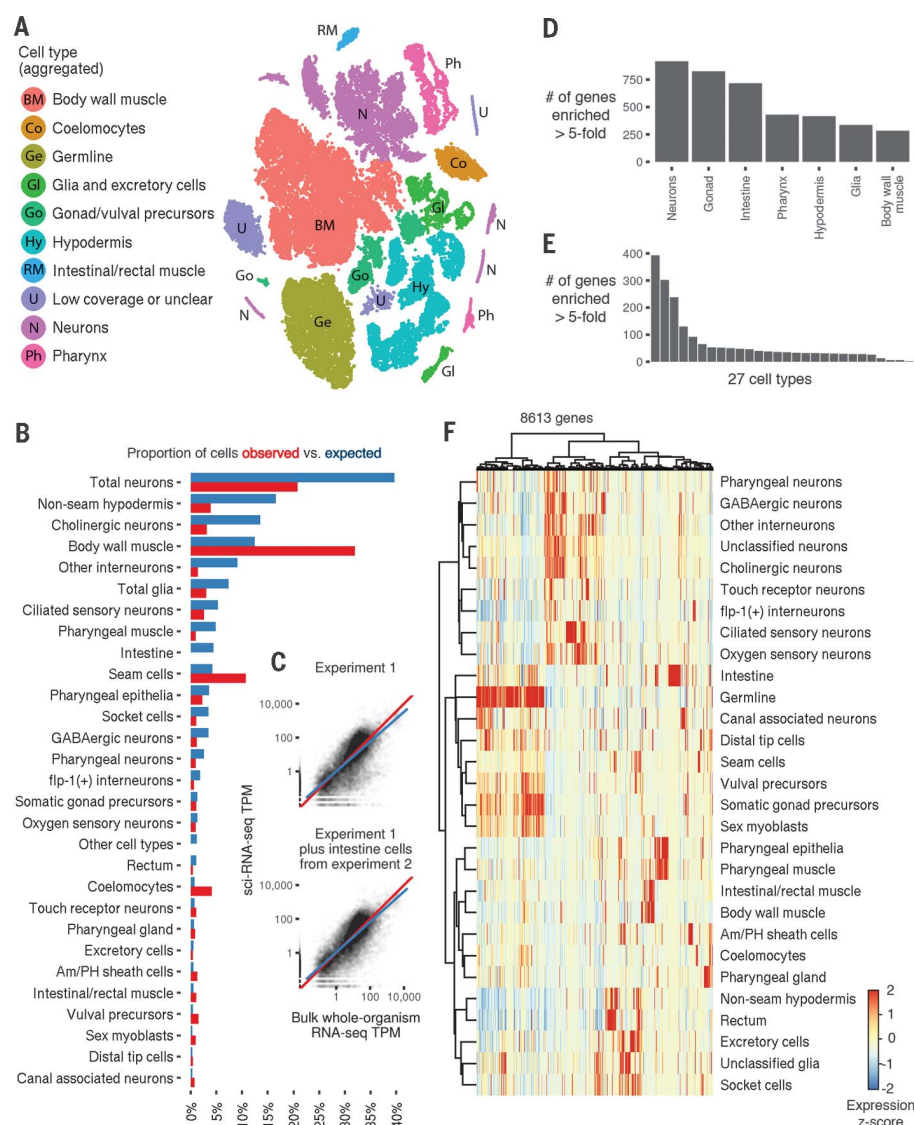 A
Cell type
(aggregated)
BM Body wall muscle
Co Coelomocytes
Ge Germline
Gl Glia and excretory cells
Go Gonad/vulval precursors
Hy Hypodermis
RM Intestinal/rectal muscle
U Low coverage or unclear
N Neurons
Ph Pharynx
RM
Ph
N
U
Co
Gl
BM
U
N
Go
Go
N
Hy
U
N
Ge
Ph
Gl
D
# of genes
enriched
> 5-fold
750
500
250
0
Neurons
Gonad
Intestine
Pharynx
Hypodermis
Glia
Body wall
muscle
E
# of genes
enriched
> 5-fold
400
300
200
100
0
27 cell types
B
Proportion of cells observed vs. expected
Total neurons
Non-seam hypodermis
Cholinergic neurons
Body wall muscle
Other interneurons
Total glia
Ciliated sensory neurons
Pharyngeal muscle
Intestine
Seam cells
Pharyngeal epithelia
Socket cells
GABAergic neurons
Pharyngeal neurons
flp-1(+) interneurons
Somatic gonad precursors
Oxygen sensory neurons
Other cell types
Rectum
Coelomocytes
Touch receptor neurons
Pharyngeal gland
Excretory cells
Am/PH sheath cells
Intestinal/rectal muscle
Vulval precursors
Sex myoblasts
Distal tip cells
Canal associated neurons
0%
5%
10%
15%
20%
25%
30%
35%
40%
C
Experiment 1
10,000
100
1
sci-RNA-seq TPM
Experiment 1
plus intestine cells
from experiment 2
10,000
100
1
1 100 10,000
Bulk whole-organism
RNA-seq TPM
F
8613 genes
Pharyngeal neurons
GABAergic neurons
Other interneurons
Unclassified neurons
Cholinergic neurons
Touch receptor neurons
flp-1(+) interneurons
Ciliated sensory neurons
Oxygen sensory neurons
Intestine
Germline
Canal associated neurons
Distal tip cells
Seam cells
Vulval precursors
Somatic gonad precursors
Sex myoblasts
Pharyngeal epithelia
Pharyngeal muscle
Intestinal/rectal muscle
Body wall muscle
Am/PH sheath cells
Coelomocytes
Pharyngeal gland
Non-seam hypodermis
Rectum
Excretory cells
Unclassified glia
Socket cells
2
1
0
-1
-2
Expression
z-score